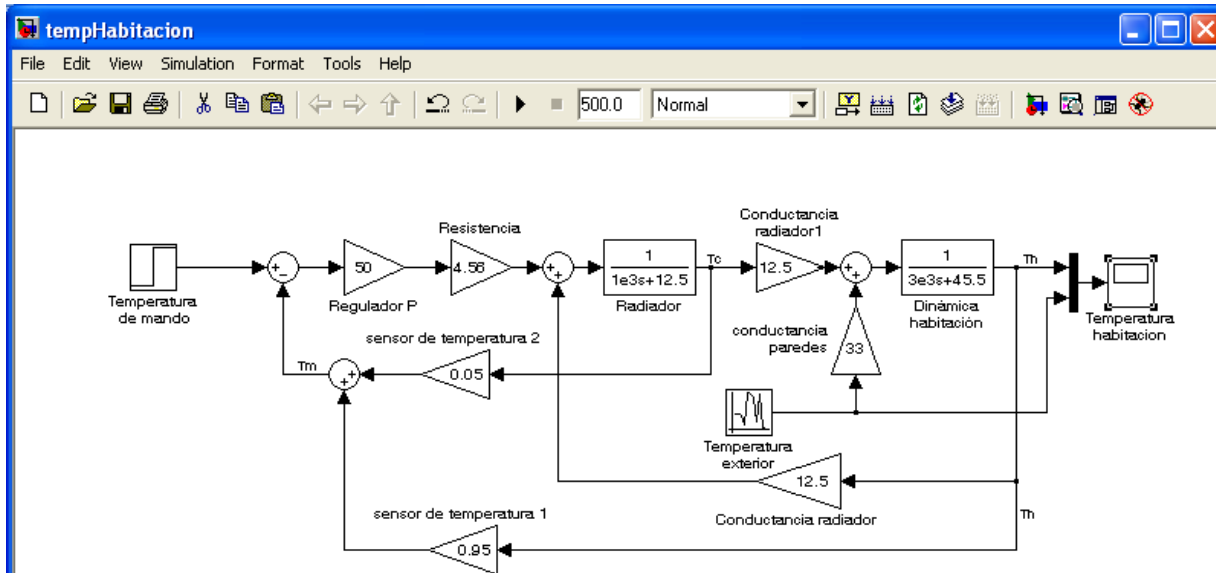 tempHabitacion
File Edit View Simulation Format Tools Help
500.0 Normal
Conductancia
radiador1
Resistencia
+
−
50
4.56
+
+
1
1e3s+12.5
Tc
12.5
+
+
1
3e3s+45.5
Th
Temperatura
de mando
Regulador P
Radiador
Dinámica
habitación
Temperatura
habitacion
sensor de temperatura 2
conductancia
paredes
33
Tm
+
+
0.05
Temperatura
exterior
12.5
sensor de temperatura 1
Conductancia radiador
Th
0.95